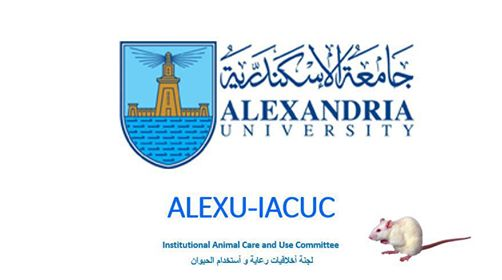 جامعة الإسكندرية
ALEXANDRIA
UNIVERSITY
ALEXU-IACUC
Institutional Animal Care and Use Committee
لجنة أخلاقيات رعاية و أستخدام الحيوان